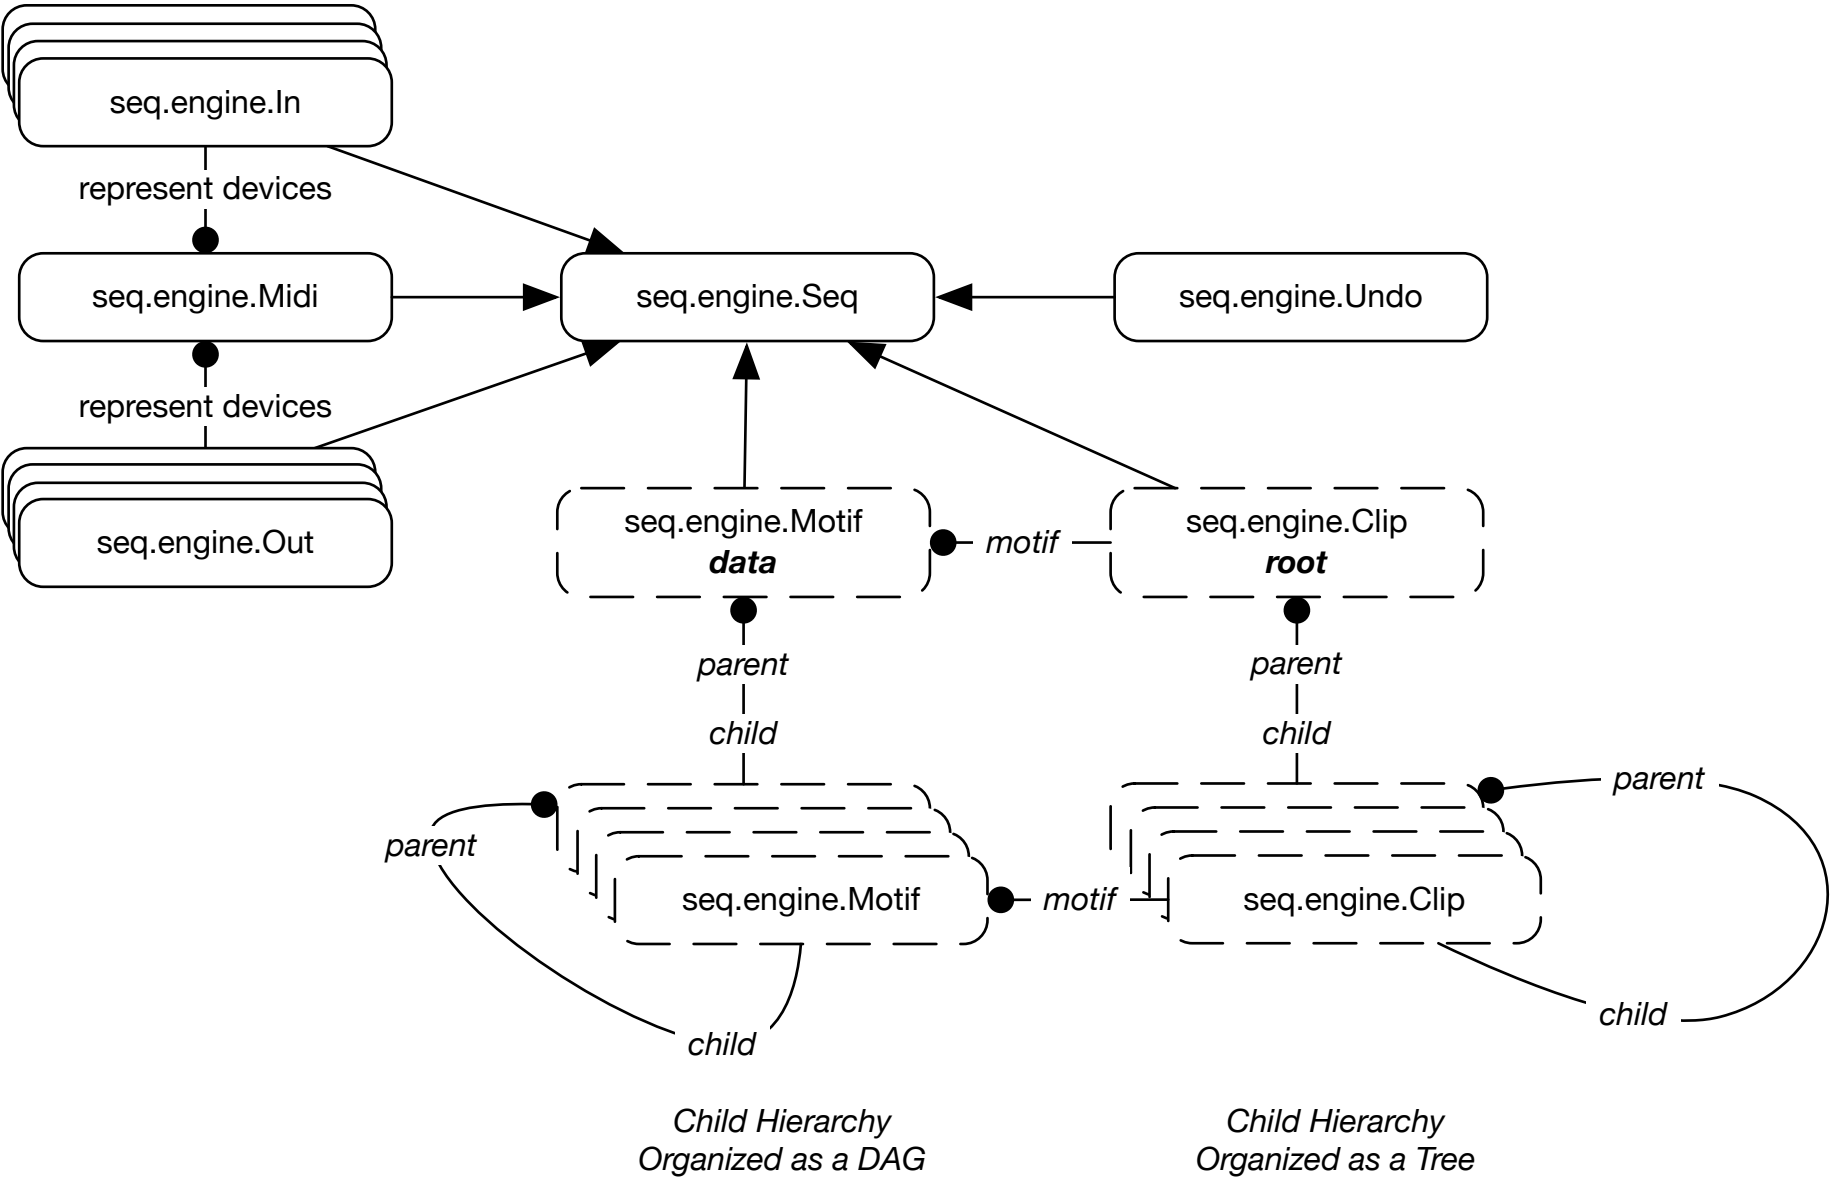 seq.engine.In
represent devices
seq.engine.Midi
seq.engine.Seq
seq.engine.Undo
represent devices
seq.engine.Out
seq.engine.Motif
data
motif
seq.engine.Clip
root
parent
child
parent
child
parent
seq.engine.Motif
child
motif
seq.engine.Clip
parent
child
Child Hierarchy
Organized as a DAG
Child Hierarchy
Organized as a Tree